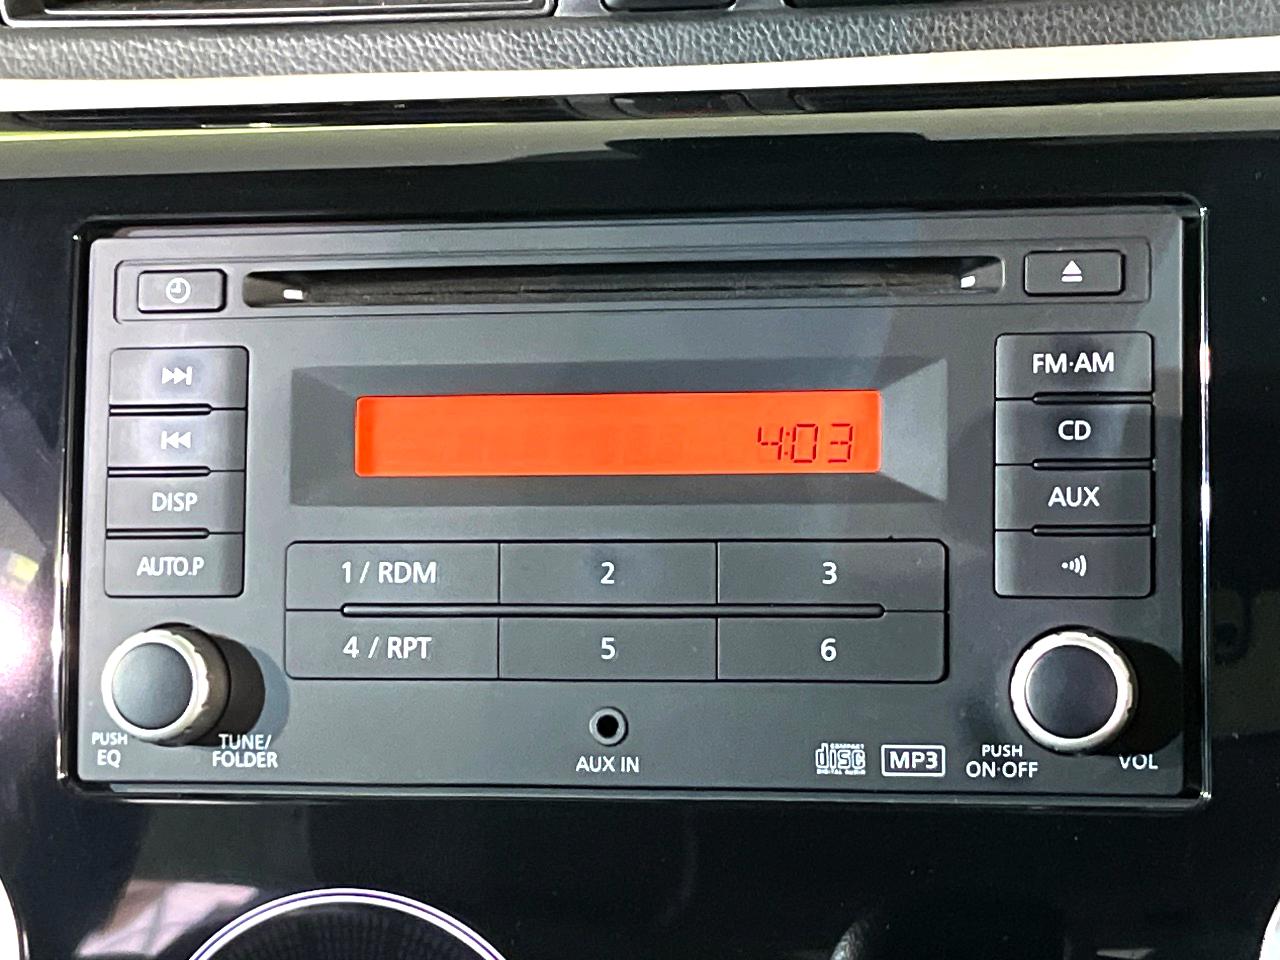 FM·AM
4:03
CD
DISP
AUX
AUTO.P
1 / RDM
2
3
4 / RPT
5
6
PUSH
EQ
TUNE/
FOLDER
AUX IN
COMPACT
disc
DIGITAL AUDIO
MP3
PUSH
ON·OFF
VOL